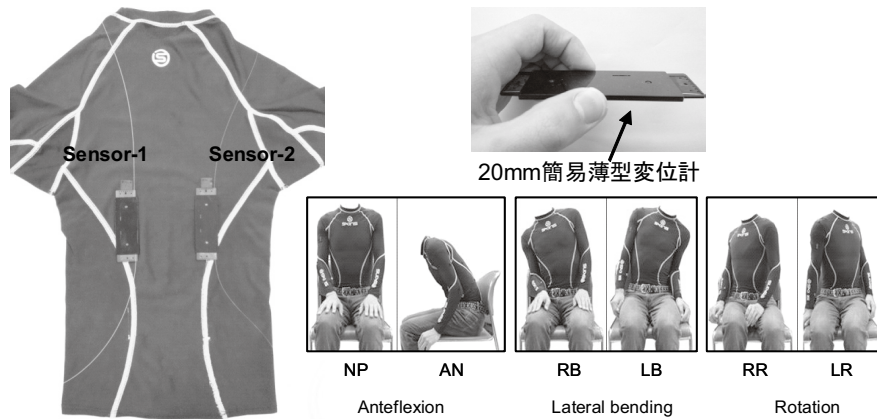 Sensor-1
Sensor-2
20mm簡易薄型変位計
NP
AN
RB
LB
RR
LR
Anteflexion
Lateral bending
Rotation